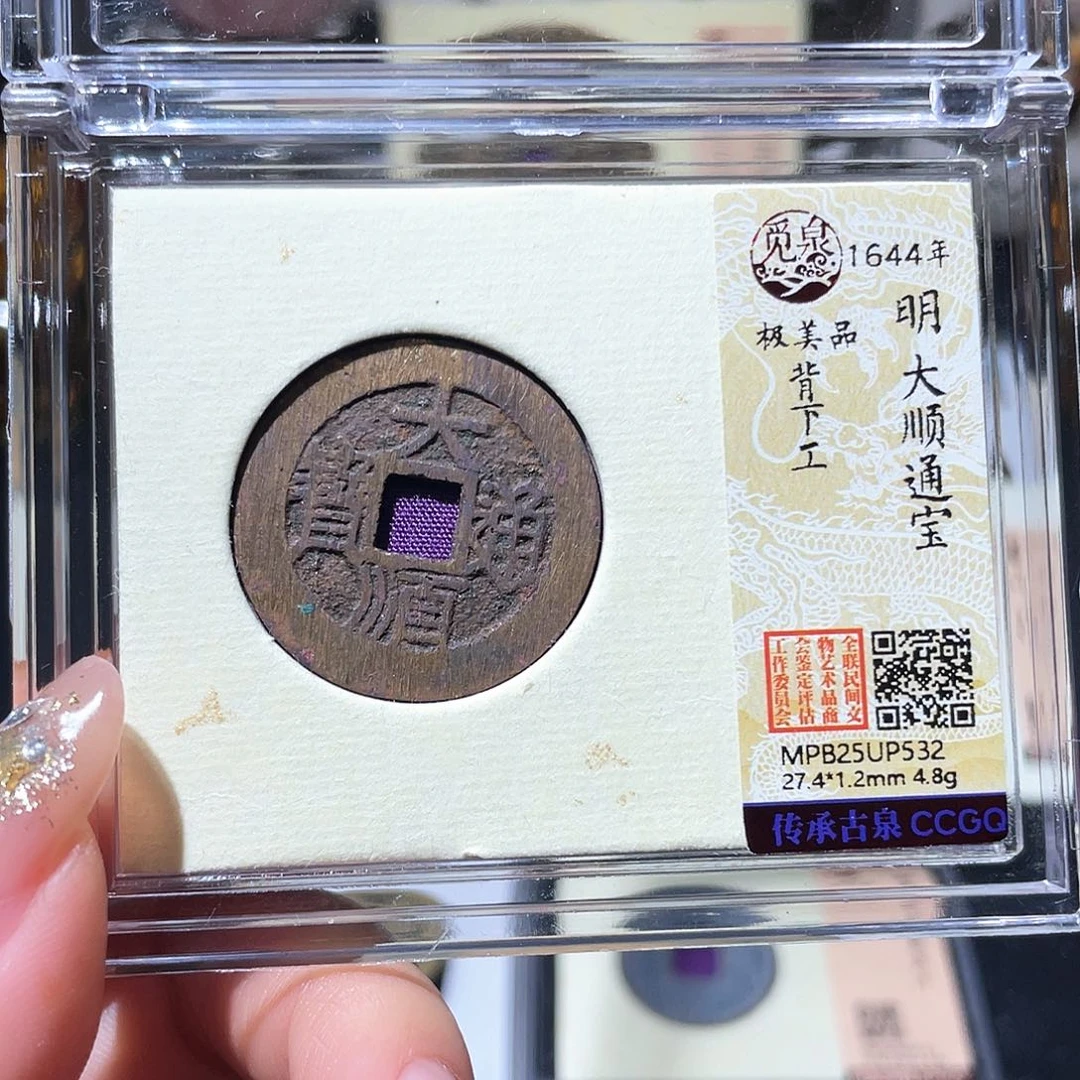 觅泉
1644年
明大顺通宝
极美品
背下工
大顺通寶
全联民间文
物艺术品商
会鉴定评估
工作委员会
MPB25UP532
27.4*1.2mm 4.8g
传承古泉 CCGQ